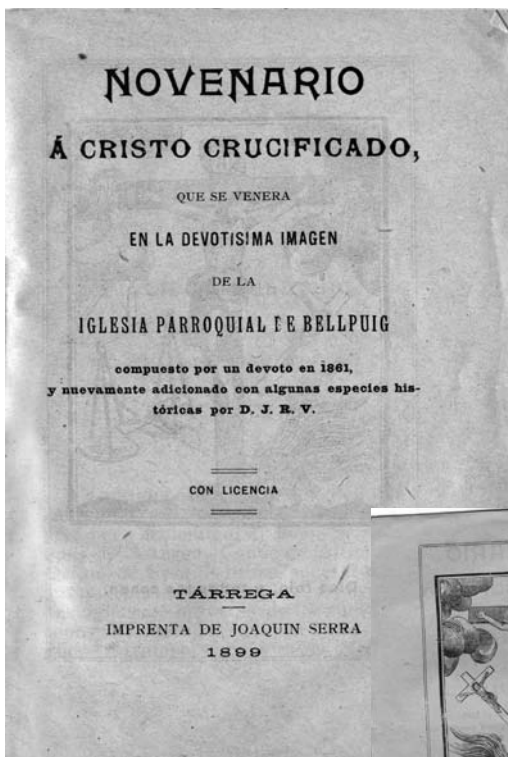 NOVENARIO
Á CRISTO CRUCIFICADO,
QUE SE VENERA
EN LA DEVOTISIMA IMAGEN
DE LA
IGLESIA PARROQUIAL DE BELLPUIG
compuesto por un devoto en 1861,
y nuevamente adicionado con algunas especies his-
tóricas por D. J. R. V.
CON LICENCIA
TÁRREGA
IMPRENTA DE JOAQUIN SERRA
1899